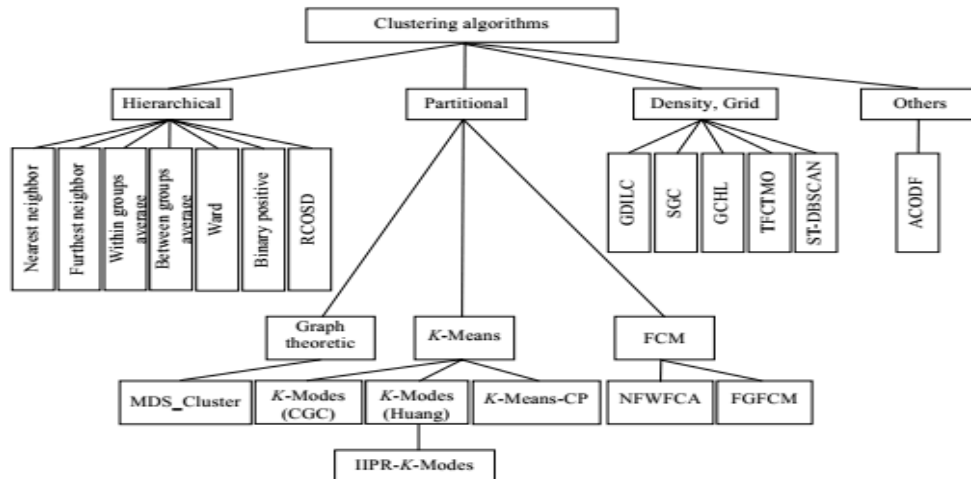 Clustering algorithms
Hierarchical
Partitional
Density, Grid
Others
Nearest neighbor
Furthest neighbor
Within groups
average
Between groups
average
Ward
Binary positive
RCOSD
GDILC
SGC
GCHL
TFCTMO
ST-DBSCAN
ACODF
Graph
theoretic
K-Means
FCM
MDS_Cluster
K-Modes
(CGC)
K-Modes
(Huang)
K-Means-CP
NFWFCA
FGFCM
IIPR-K-Modes